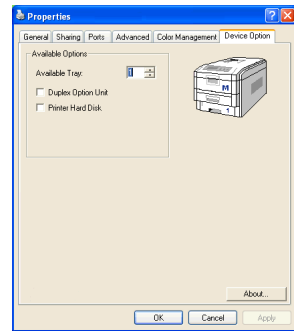 Properties
General Sharing Ports Advanced Color Management Device Option
Available Options
Available Tray: 1
Duplex Option Unit
Printer Hard Disk
M
1
About...
OK Cancel Apply